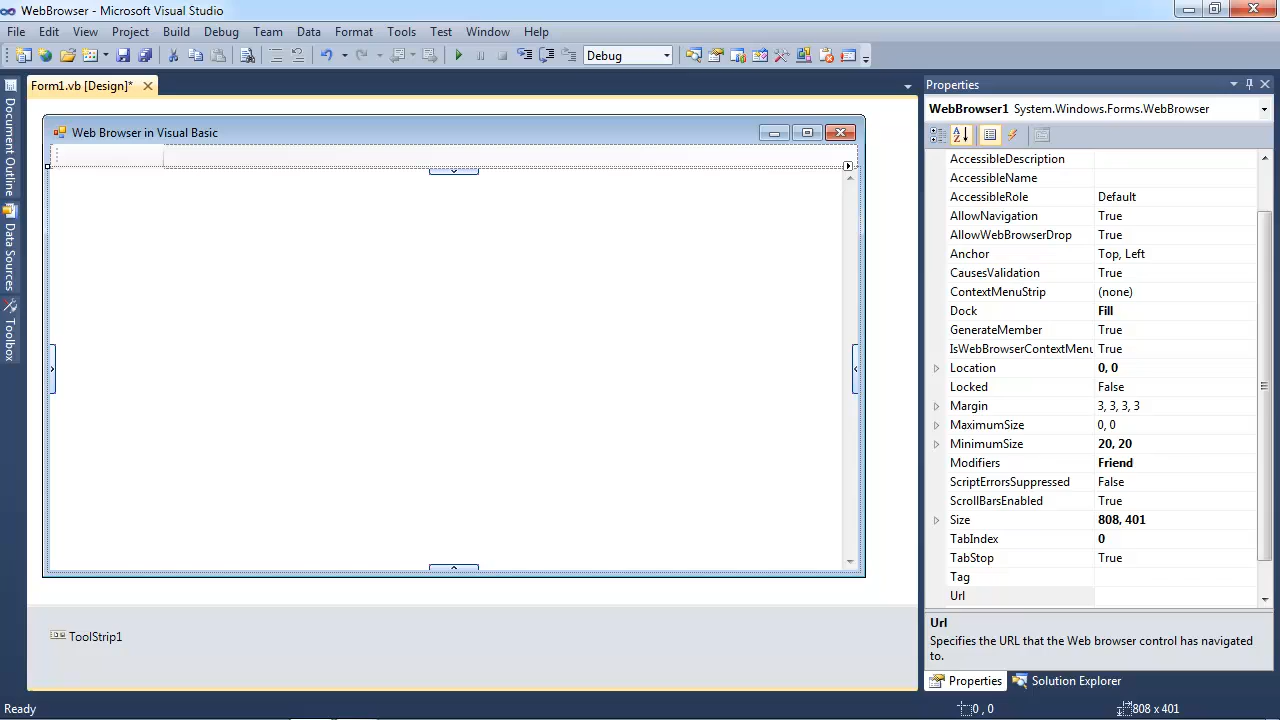 WebBrowser - Microsoft Visual Studio
File Edit View Project Build Debug Team Data Format Tools Test Window Help
Debug
Form1.vb [Design]*
Document Outline
Data Sources
Toolbox
Web Browser in Visual Basic
ToolStrip1
Properties
WebBrowser1 System.Windows.Forms.WebBrowser
AccessibleDescription
AccessibleName
AccessibleRole Default
AllowNavigation True
AllowWebBrowserDrop True
Anchor Top, Left
CausesValidation True
ContextMenuStrip (none)
Dock Fill
GenerateMember True
IsWebBrowserContextMenu True
Location 0, 0
Locked False
Margin 3, 3, 3, 3
MaximumSize 0, 0
MinimumSize 20, 20
Modifiers Friend
ScriptErrorsSuppressed False
ScrollBarsEnabled True
Size 808, 401
TabIndex 0
TabStop True
Tag
Url
Url
Specifies the URL that the Web browser control has navigated
to.
Properties Solution Explorer
Ready 0 , 0 808 x 401